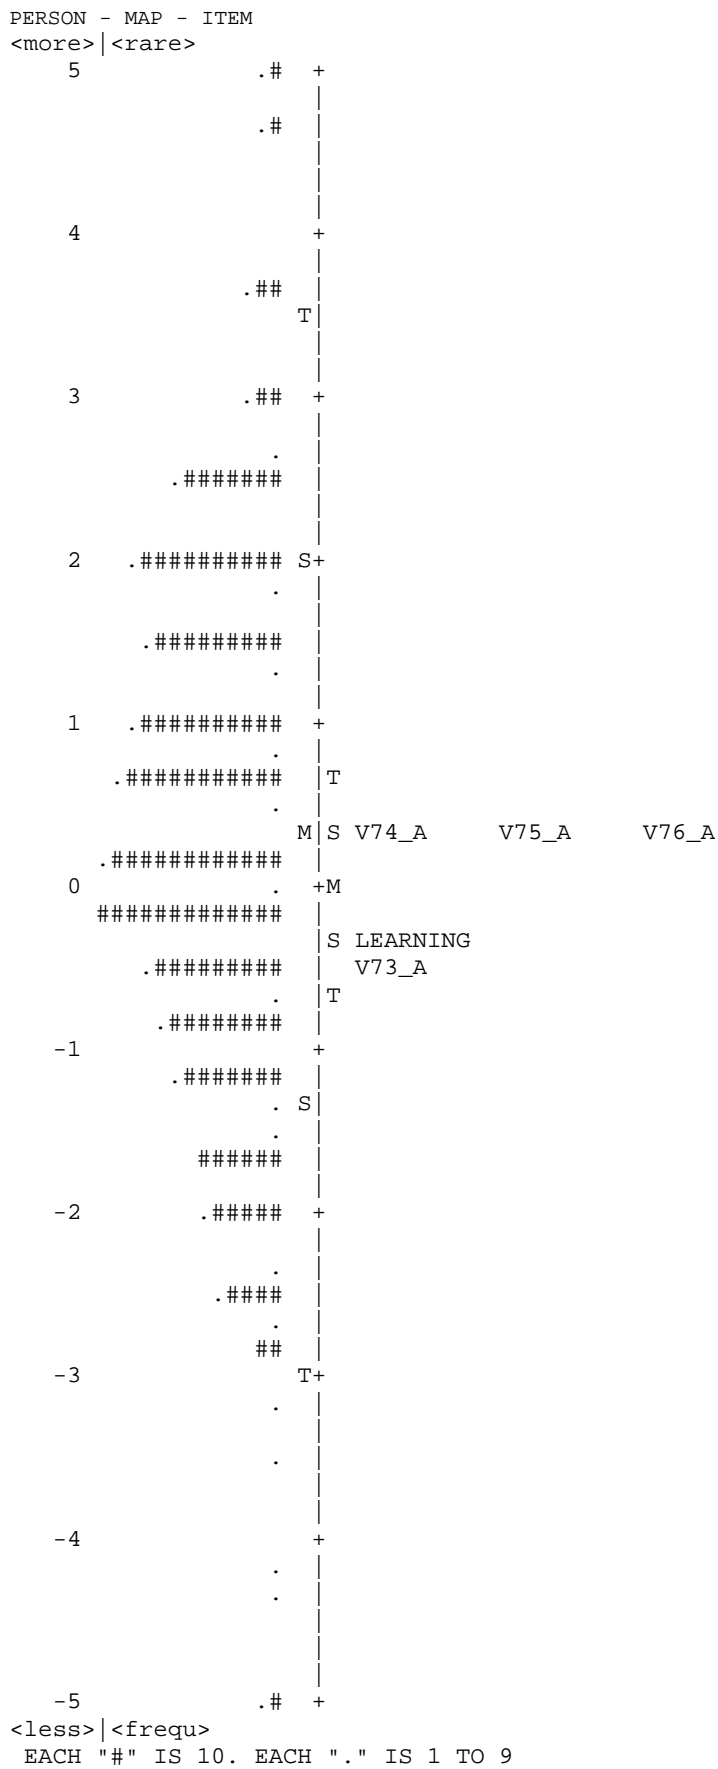 PERSON - MAP - ITEM
<more>|<rare>
5 .# +
|
.# |
|
|
|
4 +
|
.## |
T|
|
|
3 .## +
|
. |
.####### |
|
|
2 .########## S+
. |
|
.######### |
. |
|
1 .########## +
. |
.########### |T
. |
M|S V74_A V75_A V76_A
.############ |
0 . +M
############# |
|S LEARNING
.######### | V73_A
. |T
.######## |
-1 +
.####### |
. S|
. |
###### |
|
-2 .##### +
|
. |
.#### |
. |
## |
-3 T+
. |
|
. |
|
|
-4 +
. |
. |
|
|
|
-5 .# +
<less>|<frequ>
EACH "#" IS 10. EACH "." IS 1 TO 9